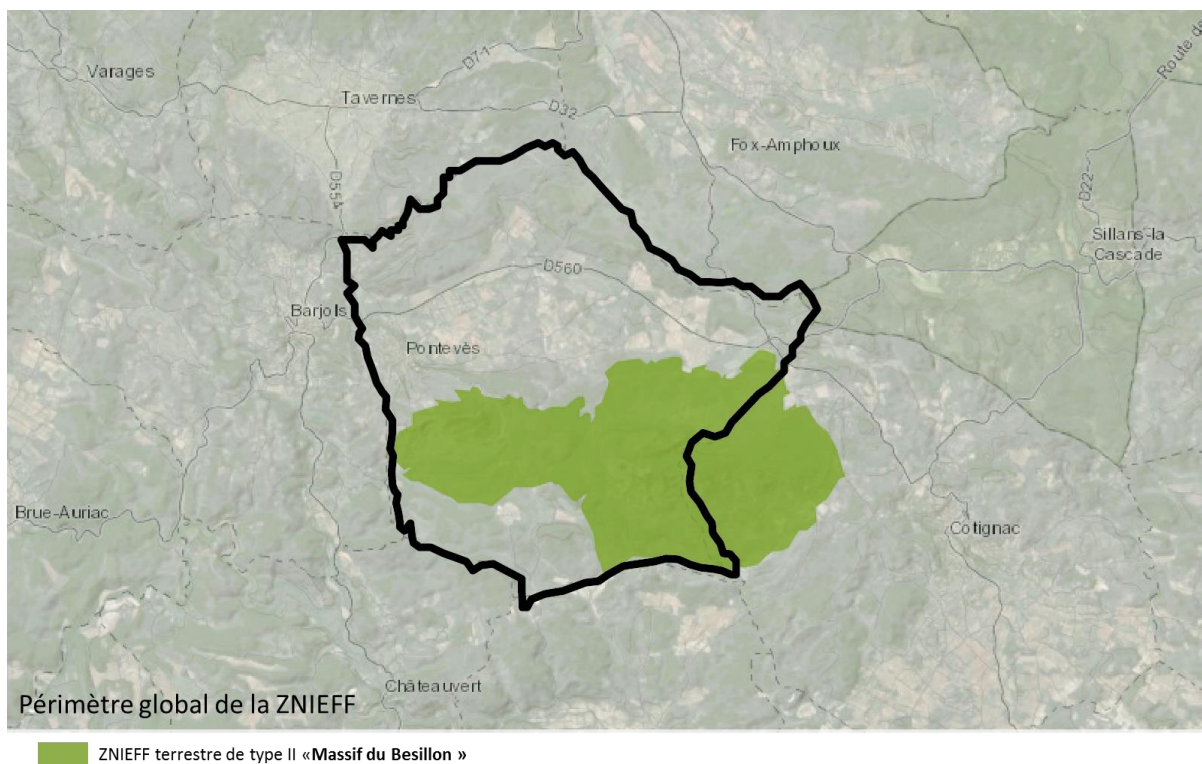 Route de
D71
Varages
Tavernes
D32
Fox-Amphoux
D554
D22
Sillans-la
Cascade
D560
Barjols
Pontevès
Brue-Auriac
Cotignac
Châteauvert
Périmètre global de la ZNIEFF
ZNIEFF terrestre de type II «Massif du Besillon »